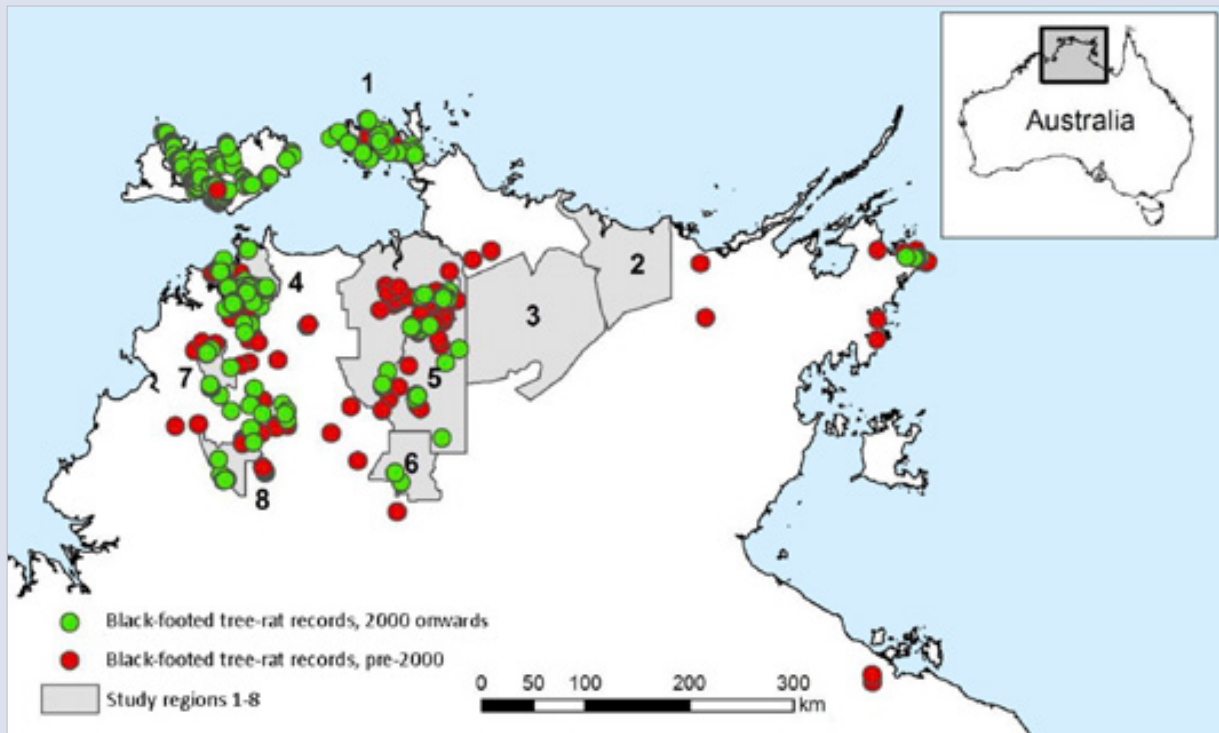 1
Australia
2
4
3
7
5
6
8
Black-footed tree-rat records, 2000 onwards
Black-footed tree-rat records, pre-2000
Study regions 1-8
0 50 100 200 300
km